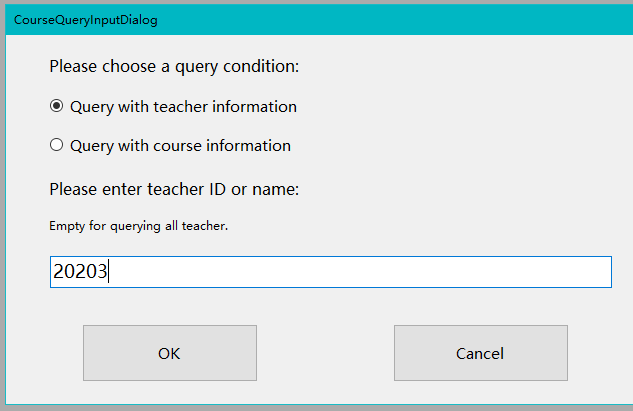 CourseQueryInputDialog
Please choose a query condition:
Query with teacher information
Query with course information
Please enter teacher ID or name:
Empty for querying all teacher.
20203
OK Cancel